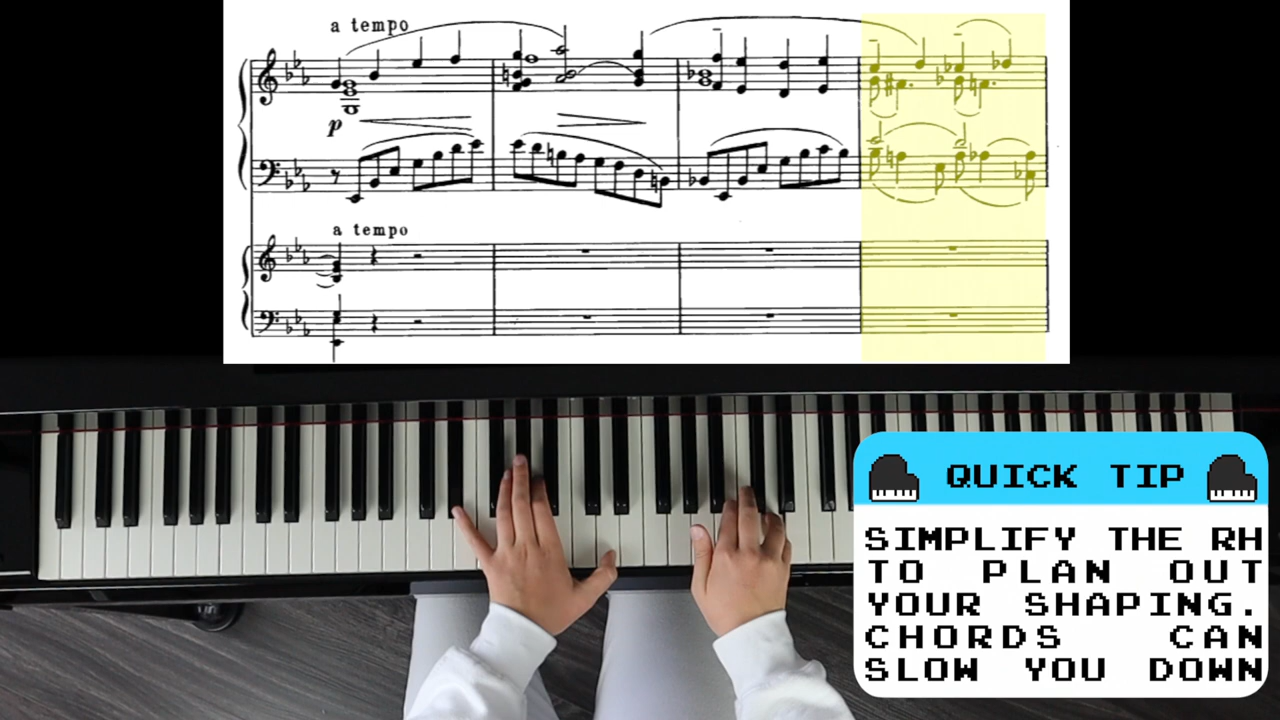 a tempo
p
a tempo
QUICK TIP
SIMPLIFY THE RH
TO PLAN OUT
YOUR SHAPING.
CHORDS CAN
SLOW YOU DOWN